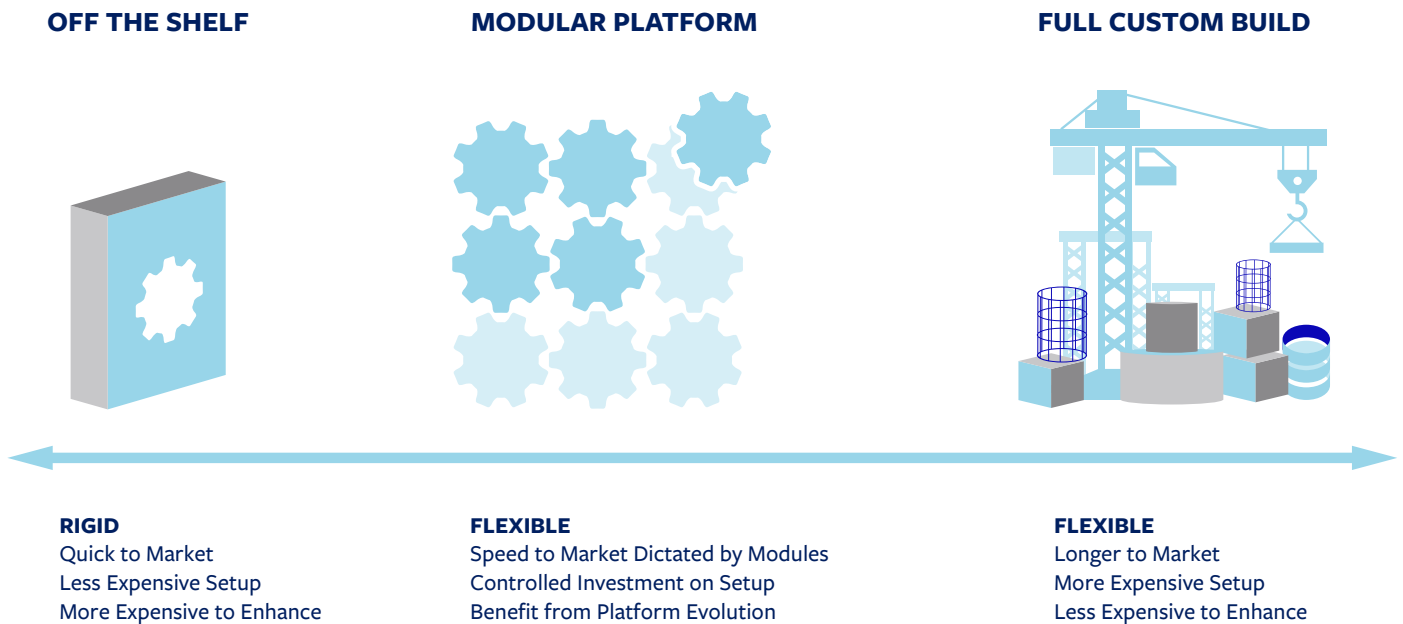 OFF THE SHELF
MODULAR PLATFORM
FULL CUSTOM BUILD
RIGID
Quick to Market
Less Expensive Setup
More Expensive to Enhance
FLEXIBLE
Speed to Market Dictated by Modules
Controlled Investment on Setup
Benefit from Platform Evolution
FLEXIBLE
Longer to Market
More Expensive Setup
Less Expensive to Enhance